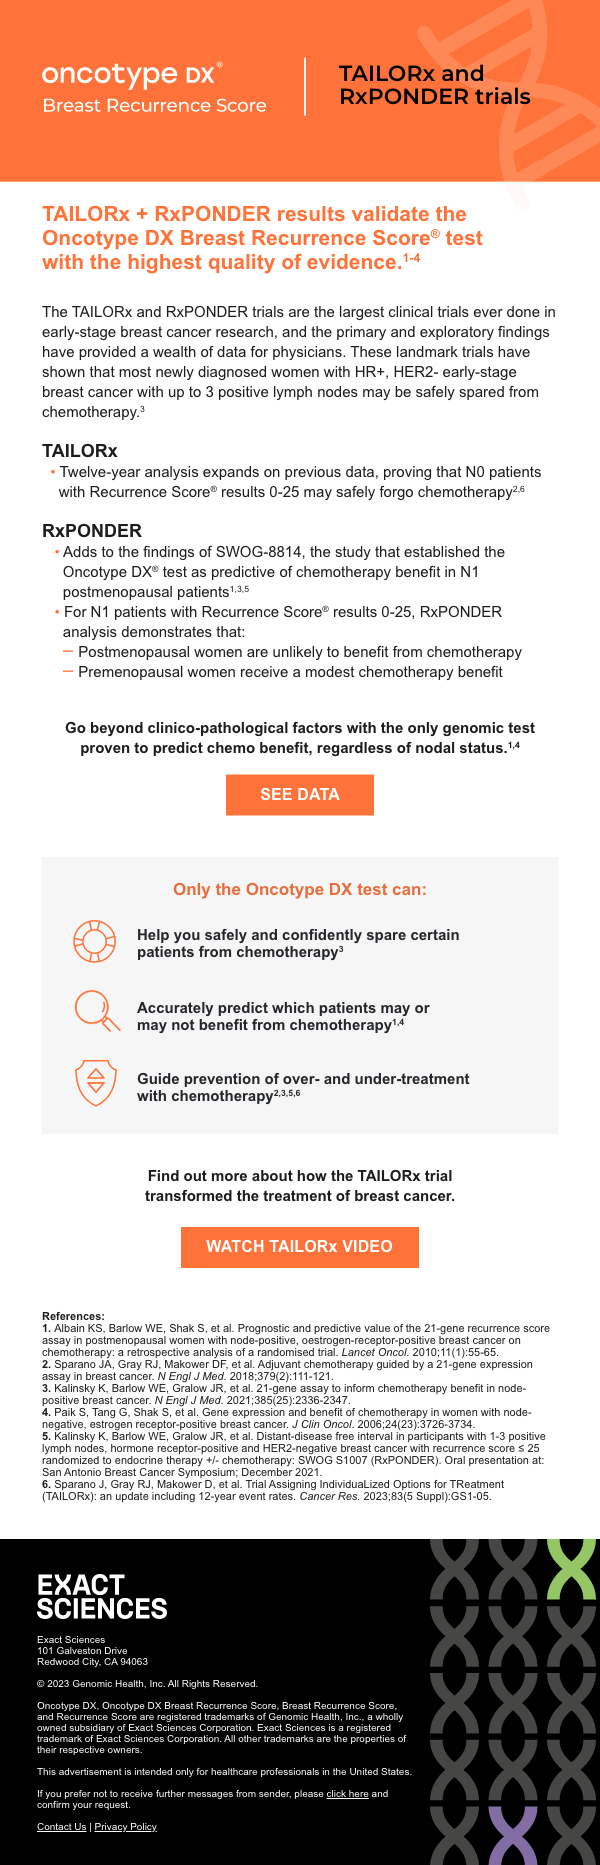 oncotype DX®
Breast Recurrence Score
TAILORx and
RxPONDER trials
TAILORx + RxPONDER results validate the
Oncotype DX Breast Recurrence Score® test
with the highest quality of evidence.1-4
The TAILORx and RxPONDER trials are the largest clinical trials ever done in
early-stage breast cancer research, and the primary and exploratory findings
have provided a wealth of data for physicians. These landmark trials have
shown that most newly diagnosed women with HR+, HER2- early-stage
breast cancer with up to 3 positive lymph nodes may be safely spared from
chemotherapy.3
TAILORx
• Twelve-year analysis expands on previous data, proving that N0 patients
with Recurrence Score® results 0-25 may safely forgo chemotherapy2,6
RxPONDER
• Adds to the findings of SWOG-8814, the study that established the
Oncotype DX® test as predictive of chemotherapy benefit in N1
postmenopausal patients1,3,5
• For N1 patients with Recurrence Score® results 0-25, RxPONDER
analysis demonstrates that:
— Postmenopausal women are unlikely to benefit from chemotherapy
— Premenopausal women receive a modest chemotherapy benefit
Go beyond clinico-pathological factors with the only genomic test
proven to predict chemo benefit, regardless of nodal status.1,4
SEE DATA
Only the Oncotype DX test can:
Help you safely and confidently spare certain
patients from chemotherapy3
Accurately predict which patients may or
may not benefit from chemotherapy1,4
Guide prevention of over- and under-treatment
with chemotherapy2,3,5,6
Find out more about how the TAILORx trial
transformed the treatment of breast cancer.
WATCH TAILORx VIDEO
References:
1. Albain KS, Barlow WE, Shak S, et al. Prognostic and predictive value of the 21-gene recurrence score
assay in postmenopausal women with node-positive, oestrogen-receptor-positive breast cancer on
chemotherapy: a retrospective analysis of a randomised trial. Lancet Oncol. 2010;11(1):55-65.
2. Sparano JA, Gray RJ, Makower DF, et al. Adjuvant chemotherapy guided by a 21-gene expression
assay in breast cancer. N Engl J Med. 2018;379(2):111-121.
3. Kalinsky K, Barlow WE, Gralow JR, et al. 21-gene assay to inform chemotherapy benefit in node-
positive breast cancer. N Engl J Med. 2021;385(25):2336-2347.
4. Paik S, Tang G, Shak S, et al. Gene expression and benefit of chemotherapy in women with node-
negative, estrogen receptor-positive breast cancer. J Clin Oncol. 2006;24(23):3726-3734.
5. Kalinsky K, Barlow WE, Gralow JR, et al. Distant-disease free interval in participants with 1-3 positive
lymph nodes, hormone receptor-positive and HER2-negative breast cancer with recurrence score ≤ 25
randomized to endocrine therapy +/- chemotherapy: SWOG S1007 (RxPONDER). Oral presentation at:
San Antonio Breast Cancer Symposium; December 2021.
6. Sparano J, Gray RJ, Makower D, et al. Trial Assigning IndividuaLized Options for TReatment
(TAILORx): an update including 12-year event rates. Cancer Res. 2023;83(5 Suppl):GS1-05.
EXACT
SCIENCES
Exact Sciences
101 Galveston Drive
Redwood City, CA 94063
© 2023 Genomic Health, Inc. All Rights Reserved.
Oncotype DX, Oncotype DX Breast Recurrence Score, Breast Recurrence Score,
and Recurrence Score are registered trademarks of Genomic Health, Inc., a wholly
owned subsidiary of Exact Sciences Corporation. Exact Sciences is a registered
trademark of Exact Sciences Corporation. All other trademarks are the properties of
their respective owners.
This advertisement is intended only for healthcare professionals in the United States.
If you prefer not to receive further messages from sender, please click here and
confirm your request.
Contact Us | Privacy Policy